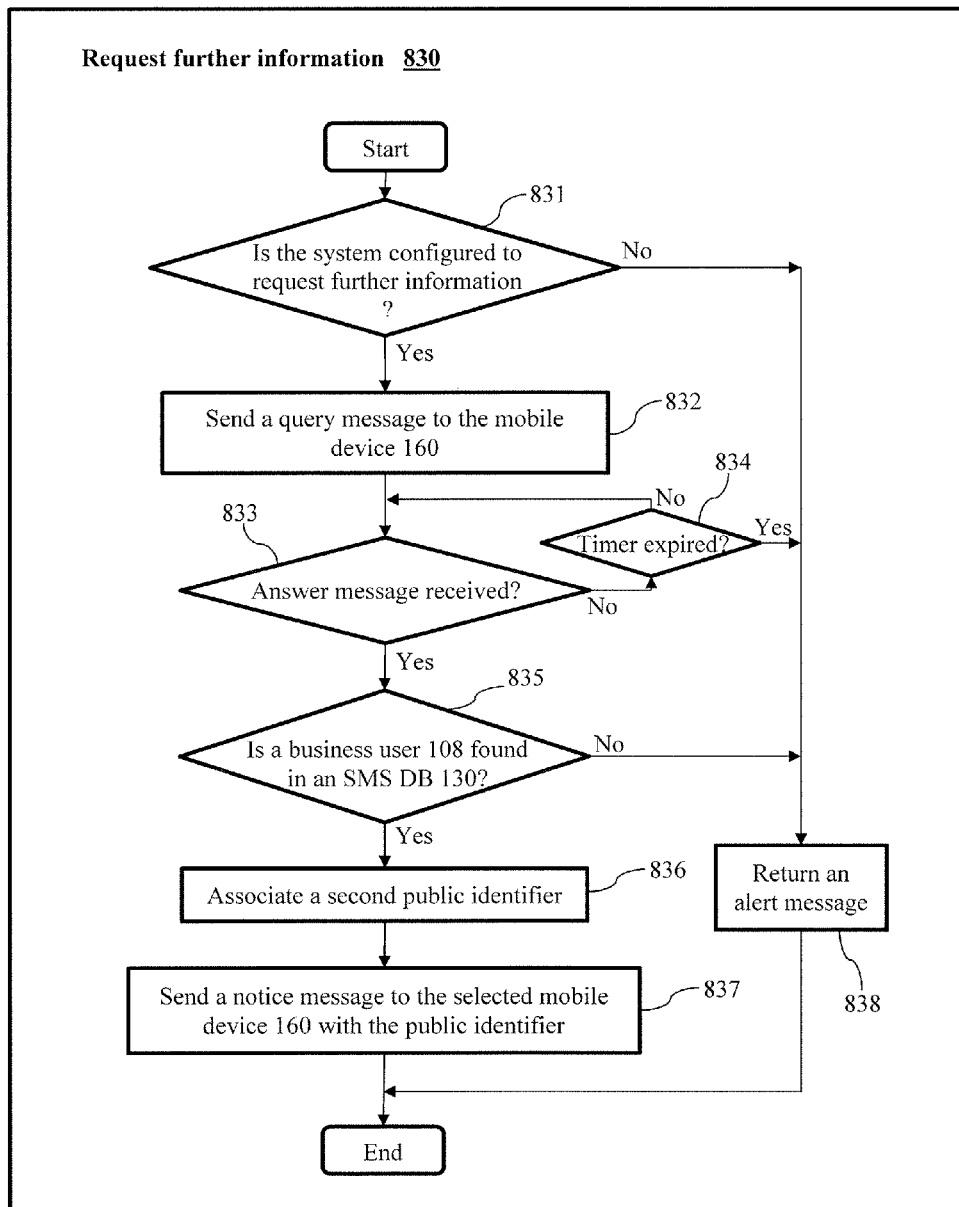 Request further information 830
Start
831
Is the system configured to
request further information
?
No
Yes
Send a query message to the mobile
device 160
832
834
No
Yes
Timer expired?
833
Answer message received?
No
Yes
835
Is a business user 108 found
in an SMS DB 130?
No
Yes
Associate a second public identifier
836
Return an
alert message
838
Send a notice message to the selected mobile
device 160 with the public identifier
837
End